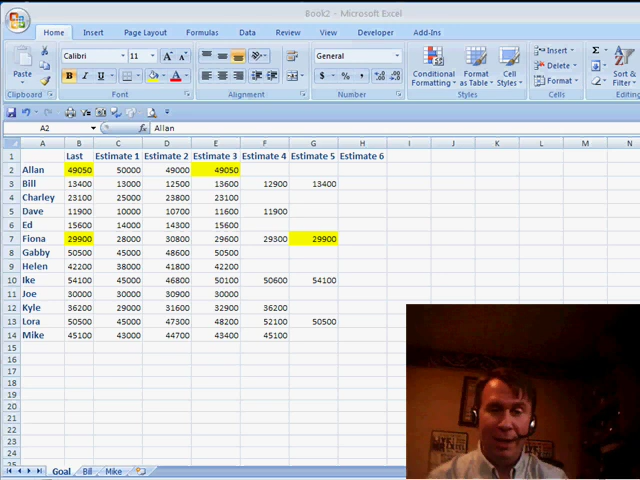 Book2 - Microsoft Excel
Home Insert Page Layout Formulas Data Review View Developer Add-Ins
Calibri 11 General Insert Σ
Paste B I U $ % , Conditional Formatting Format as Table Cell Styles Delete Sort & Filter
Format
Clipboard Font Alignment Number Styles Cells Editing
A2 fx Allan
A B C D E F G H I J K L M N
1 Last Estimate 1 Estimate 2 Estimate 3 Estimate 4 Estimate 5 Estimate 6
2 Allan 49050 50000 49000 49050
3 Bill 13400 13000 12500 13600 12900 13400
4 Charley 23100 25000 23800 23100
5 Dave 11900 10000 10700 11600 11900
6 Ed 15600 14000 14300 15600
7 Fiona 29900 28000 30800 29600 29300 29900
8 Gabby 50500 45000 48600 50500
9 Helen 42200 38000 41800 42200
10 Ike 54100 45000 46800 50100 50600 54100
11 Joe 30000 30000 30900 30000
12 Kyle 36200 29000 31600 32900 36200
13 Lora 50500 45000 47300 48200 52100 50500
14 Mike 45100 43000 44700 43400 45100
15
16
17
18
19
20
21
22
23
24
Goal Bill Mike